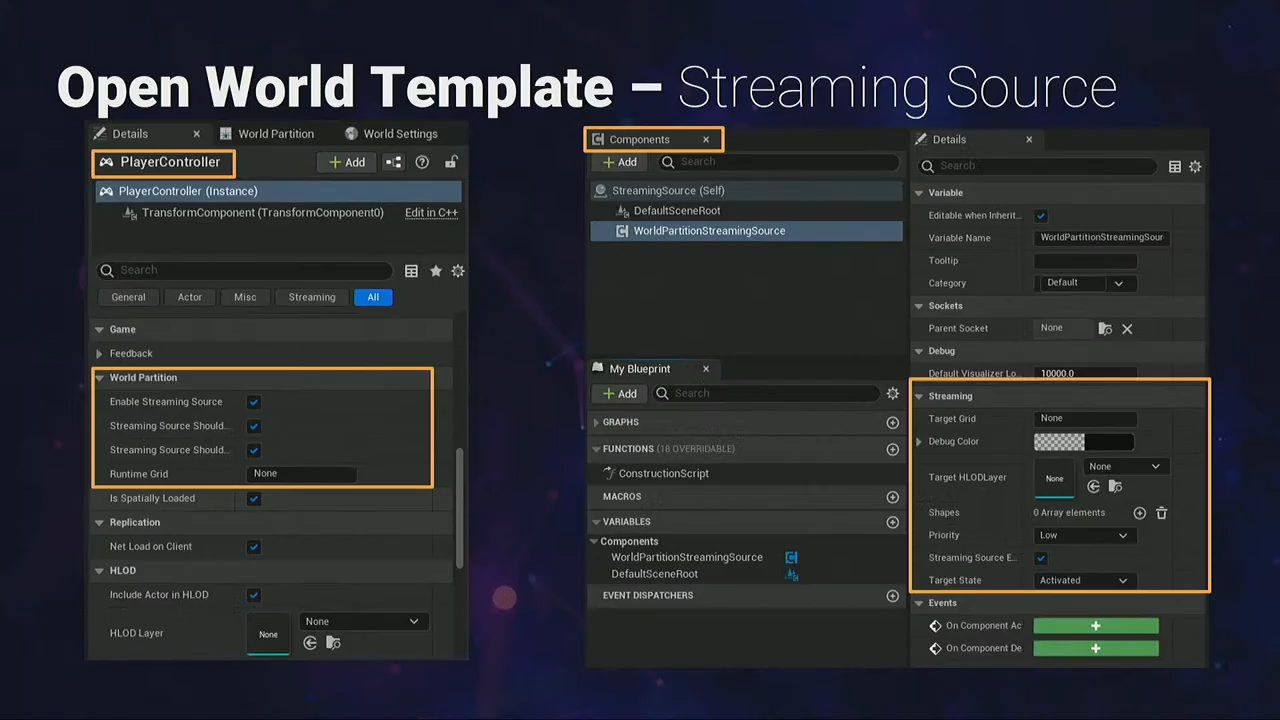 Open World Template – Streaming Source
Details
World Partition
World Settings
PlayerController
Add
PlayerController (Instance)
TransformComponent (TransformComponent0)
Edit in C++
Search
General
Actor
Misc
Streaming
All
Game
Feedback
World Partition
Enable Streaming Source
Streaming Source Should..
Streaming Source Should..
Runtime Grid
None
Is Spatially Loaded
Replication
Net Load on Client
HLOD
Include Actor in HLOD
HLOD Layer
None
None
Components
Add
Search
StreamingSource (Self)
DefaultSceneRoot
WorldPartitionStreamingSource
My Blueprint
Add
Search
GRAPHS
FUNCTIONS (18 OVERRIDABLE)
ConstructionScript
MACROS
VARIABLES
Components
WorldPartitionStreamingSource
DefaultSceneRoot
EVENT DISPATCHERS
Details
Search
Variable
Editable when Inherit..
Variable Name
WorldPartitionStreamingSour
Tooltip
Category
Default
Sockets
Parent Socket
None
Debug
Default Visualizer Lo..
10000.0
Streaming
Target Grid
None
Debug Color
Target HLODLayer
None
None
Shapes
0 Array elements
Priority
Low
Streaming Source E..
Target State
Activated
Events
On Component Ac
On Component De